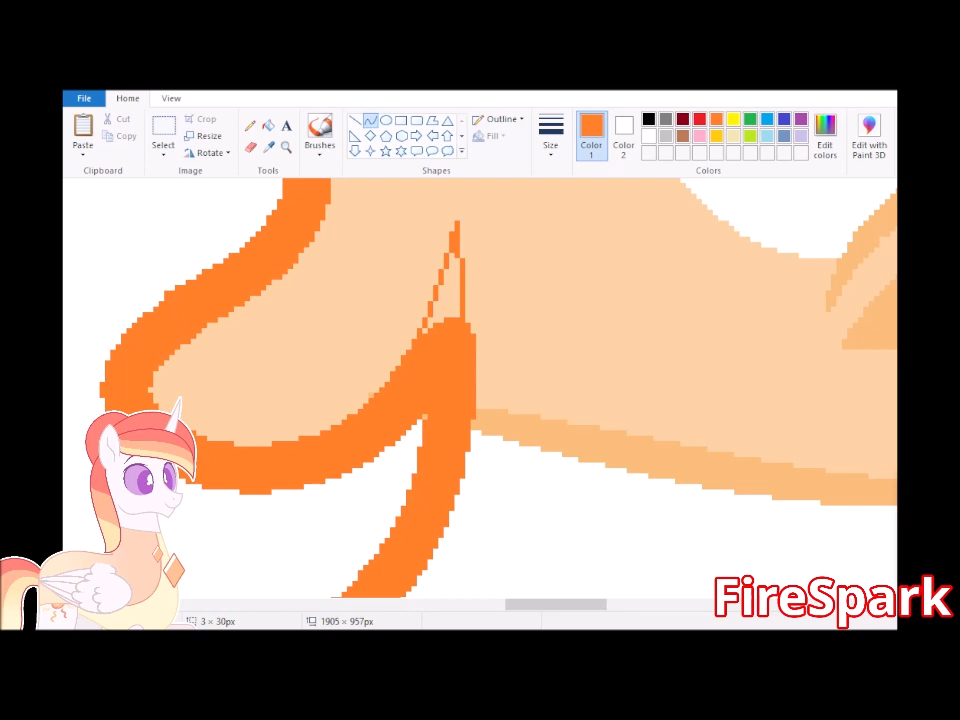 File Home View
Paste
Cut
Copy
Clipboard
Select
Crop
Resize
Rotate
Image
A
Tools
Brushes
Shapes
Outline
Fill
Size
Color 1
Color 2
Colors
Edit colors
Edit with Paint 3D
3 × 30px
1905 × 957px
FireSpark